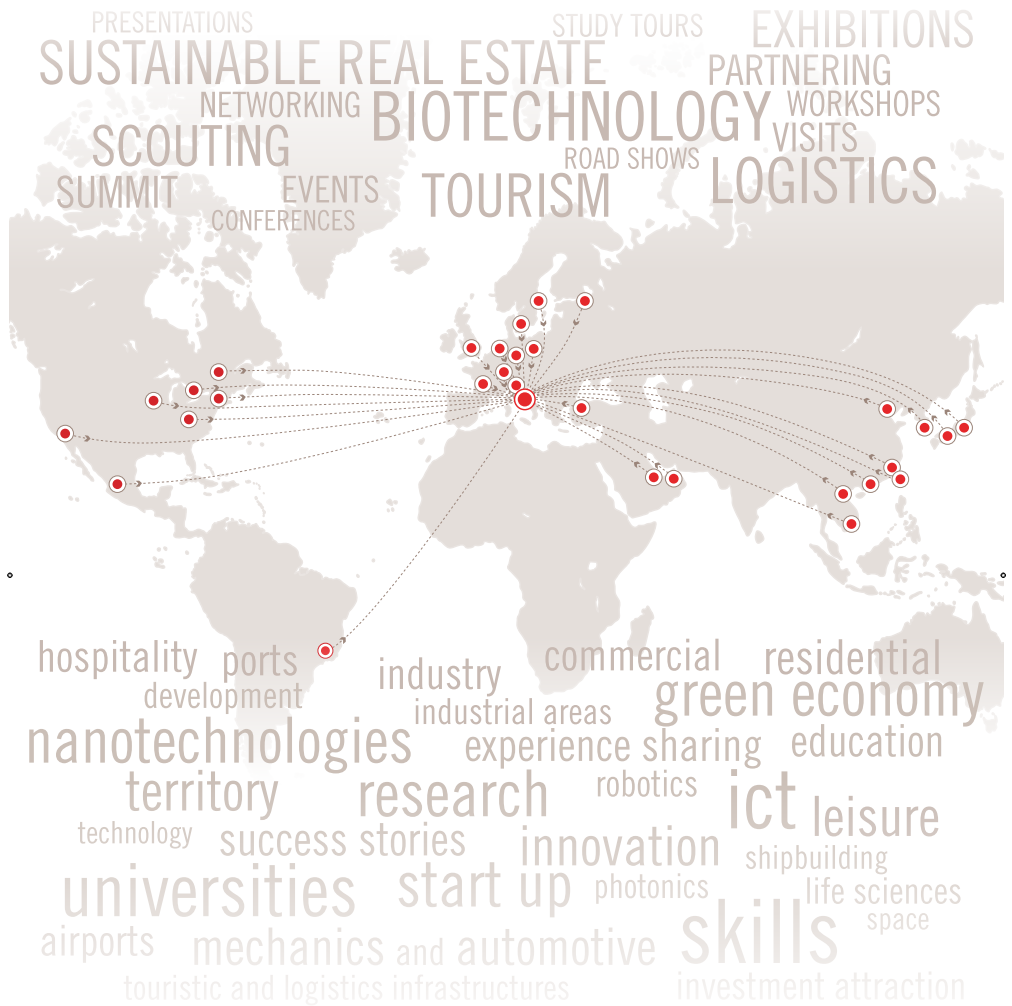 PRESENTATIONS
STUDY TOURS
EXHIBITIONS
SUSTAINABLE REAL ESTATE
PARTNERING
NETWORKING
BIOTECHNOLOGY
WORKSHOPS
SCOUTING
VISITS
ROAD SHOWS
SUMMIT
EVENTS
TOURISM
LOGISTICS
CONFERENCES
hospitality
ports
industry
commercial
residential
development
industrial areas
green economy
nanotechnologies
experience sharing
education
territory
research
robotics
ict
leisure
technology
success stories
innovation
shipbuilding
universities
start up
photonics
life sciences
airports
mechanics and automotive
skills
space
touristic and logistics infrastructures
investment attraction